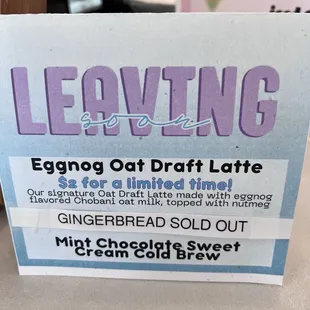 LEAVING
soon
Eggnog Oat Draft Latte
$2 for a limited time!
Our signature Oat Draft Latte made with eggnog
flavored Chobani oat milk, topped with nutmeg
GINGERBREAD SOLD OUT
Mint Chocolate Sweet
Cream Cold Brew